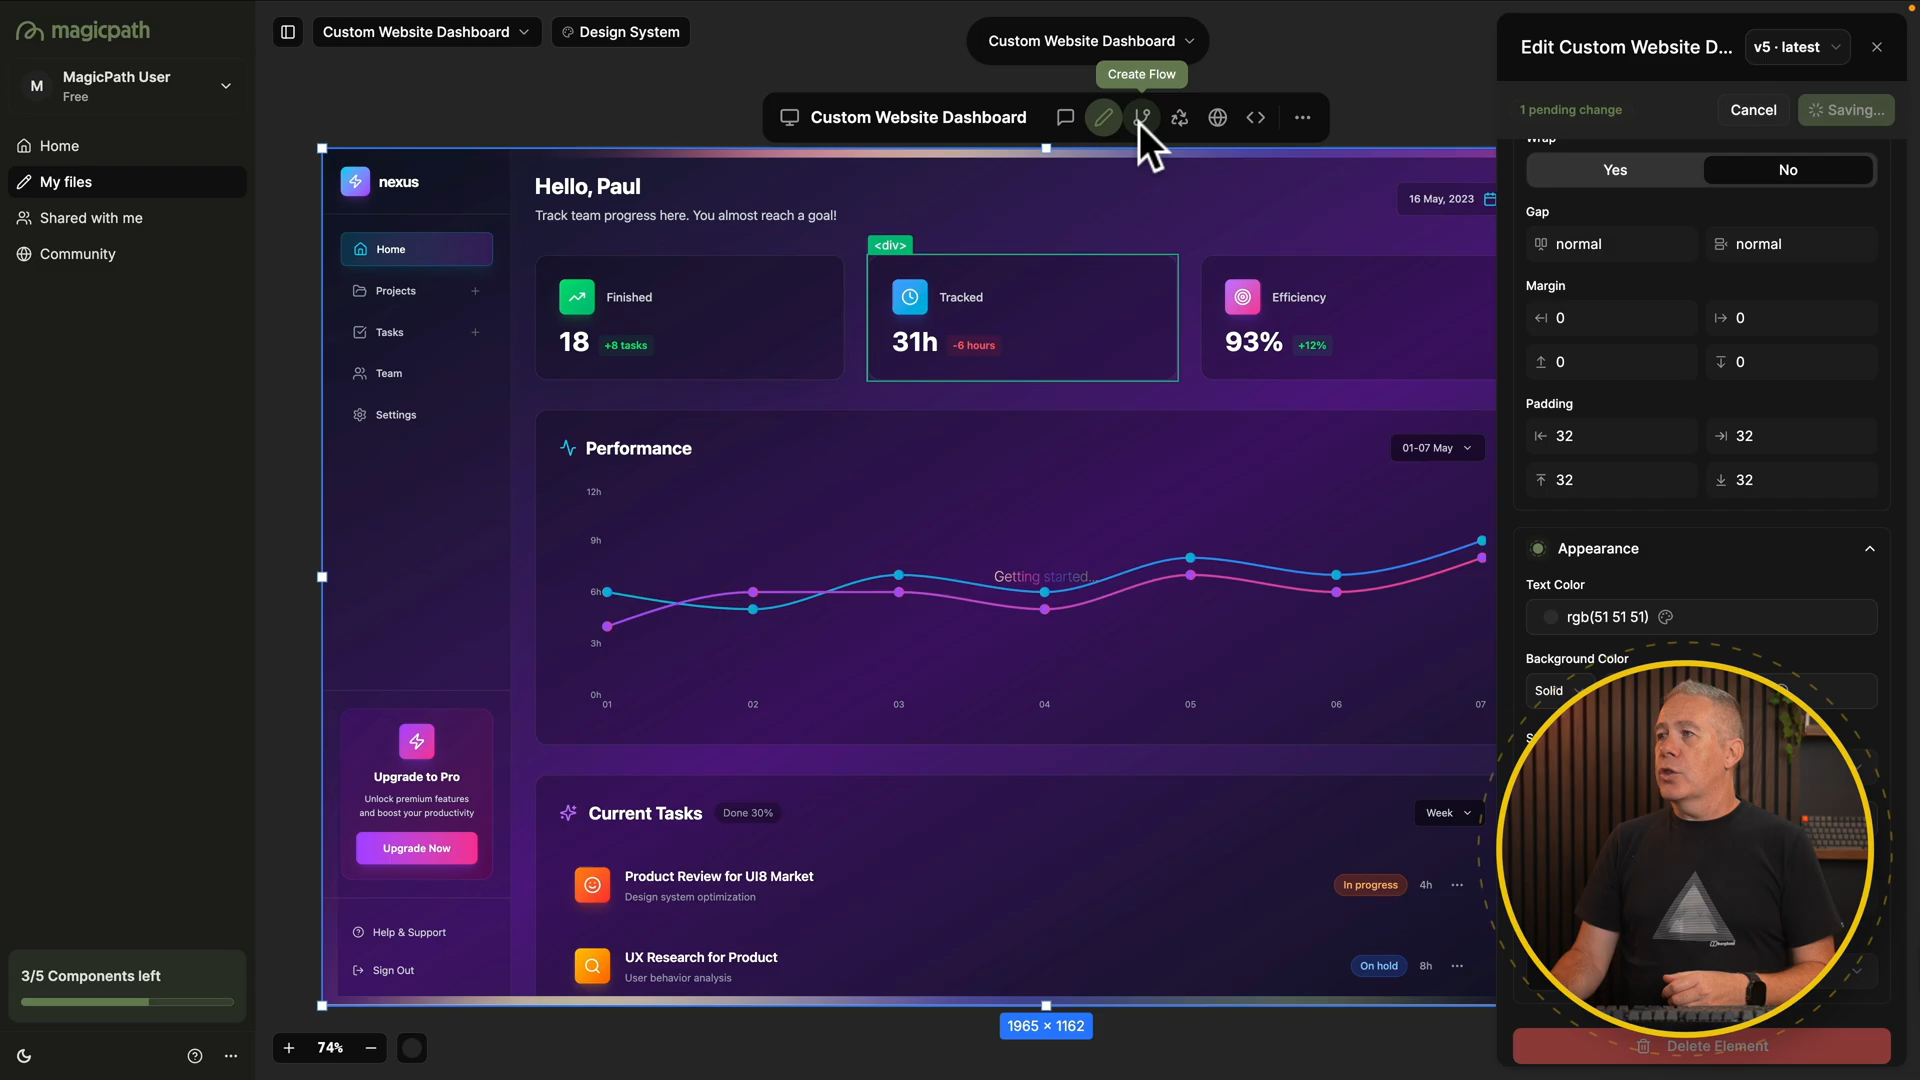 magicpath
M
MagicPath User
Free
Home
My files
Shared with me
Community
3/5 Components left
Custom Website Dashboard
Design System
Custom Website Dashboard
Create Flow
Custom Website Dashboard
nexus
Home
Projects
Tasks
Team
Settings
Upgrade to Pro
Unlock premium features
and boost your productivity
Upgrade Now
Help & Support
Sign Out
Hello, Paul
Track team progress here. You almost reach a goal!
16 May, 2023
<div>
Finished
18 +8 tasks
Tracked
31h -6 hours
Efficiency
93% +12%
Performance
01-07 May
12h
9h
6h
3h
0h
Getting started...
01 02 03 04 05 06 07
Current Tasks Done 30%
Week
Product Review for UI8 Market
Design system optimization
In progress 4h
UX Research for Product
User behavior analysis
On hold 8h
1965 × 1162
74%
Edit Custom Website D... v5 · latest
1 pending change Cancel Saving...
Wrap
Yes No
Gap
normal normal
Margin
0 0
0 0
Padding
32 32
32 32
Appearance
Text Color
rgb(51 51 51)
Background Color
Solid
Delete Element